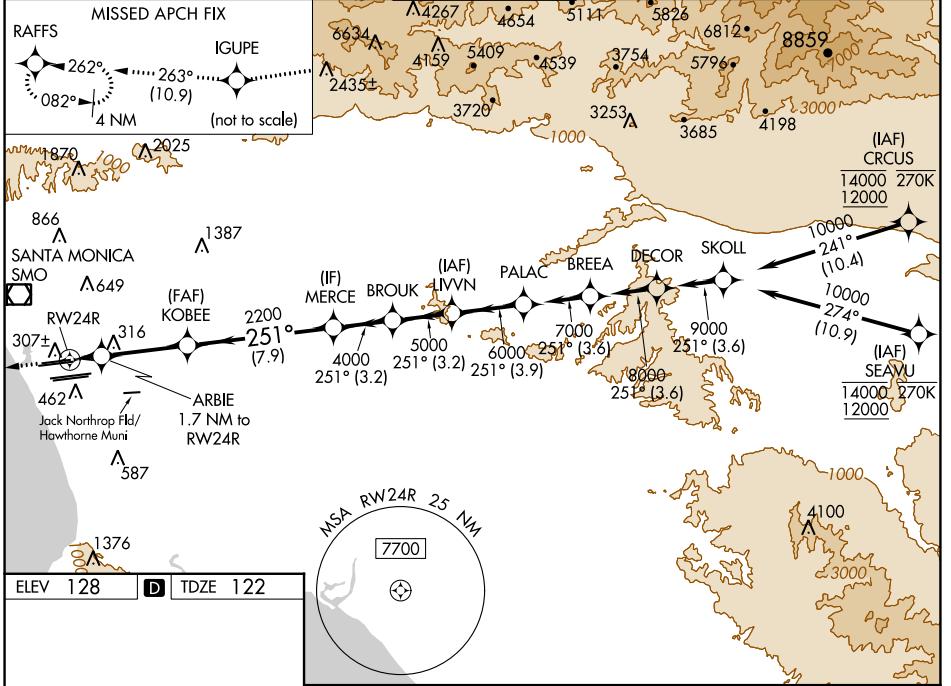 MISSED APCH FIX
RAFFS
IGUPE
262°
263°
(10.9)
082°
4 NM
(not to scale)
4267
4654
5111
5826
6634
4159
5409
4539
3754
6812
8859
5796
2435±
3720
3253
3685
4198
3000
1000
1870
1000
2025
(IAF)
CRCUS
14000 270K
12000
866
1387
SANTA MONICA
SMO
649
10000
241°
(10.4)
SKOLL
DECOR
BREEA
PALAC
(IAF)
LIVVN
BROUK
(IF)
MERCE
(FAF)
KOBEE
RW24R
307±
316
2200
251°
(7.9)
4000
251° (3.2)
5000
251° (3.2)
6000
251° (3.9)
7000
251° (3.6)
8000
251° (3.6)
9000
251° (3.6)
10000
274°
(10.9)
(IAF)
SEAVU
14000 270K
12000
462
ARBIE
1.7 NM to
RW24R
Jack Northrop Fld/
Hawthorne Muni
587
1376
1000
4100
3000
MSA RW24R 25 NM
7700
ELEV 128
D
TDZE 122